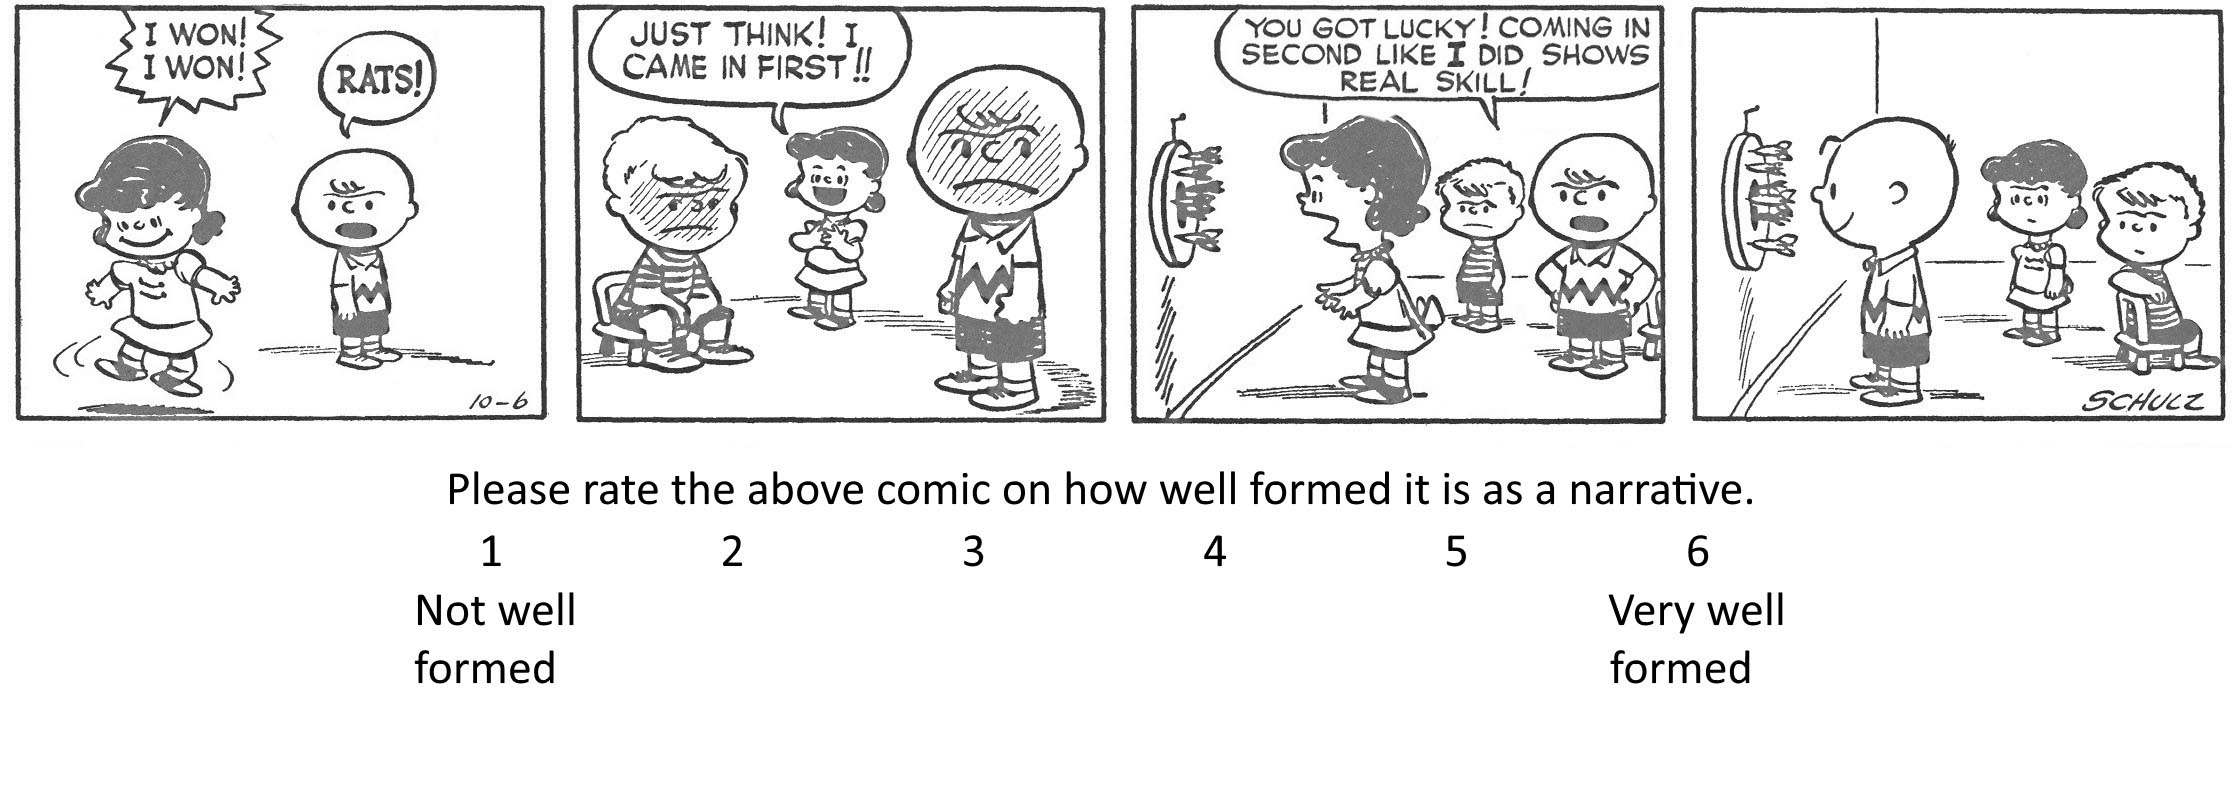 I WON!
I WON!
RATS!
10-6
JUST THINK! I
CAME IN FIRST!!
YOU GOT LUCKY! COMING IN
SECOND LIKE I DID SHOWS
REAL SKILL!
SCHULZ
Please rate the above comic on how well formed it is as a narrative.
1 2 3 4 5 6
Not well
formed
Very well
formed